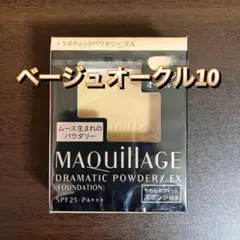 ドラマティックパウダリー EX
ベージュオークル10
ムース生まれの
パウダリー
MAQuillAGE
DRAMATIC POWDERY EX
(FOUNDATION)
SPF25・PA+++
スポンジ付き